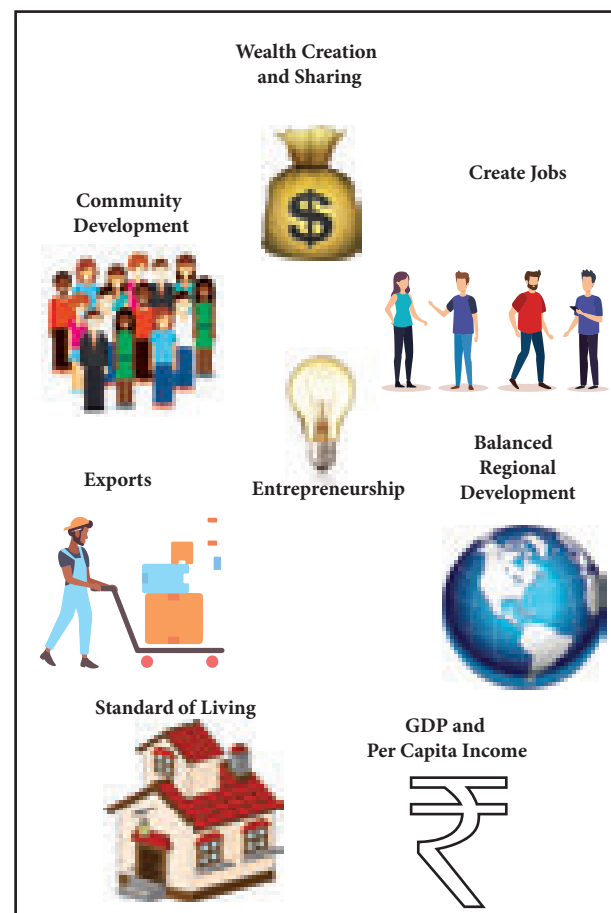 Wealth Creation
and Sharing
$
Create Jobs
Community
Development
Balanced
Regional
Development
Exports
Entrepreneurship
Standard of Living
GDP and
Per Capita Income
₹